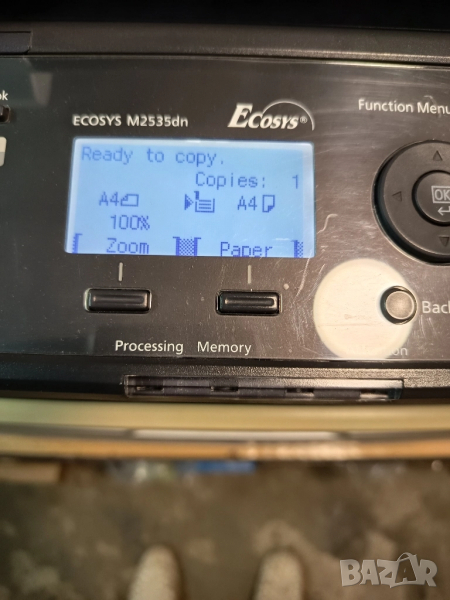 ECOSYS M2535dn
ECOSYS®
Function Menu
Ready to copy.
Copies: 1
A4 A4
100%
Zoom Paper
OK
Back
Processing Memory
BAZAR